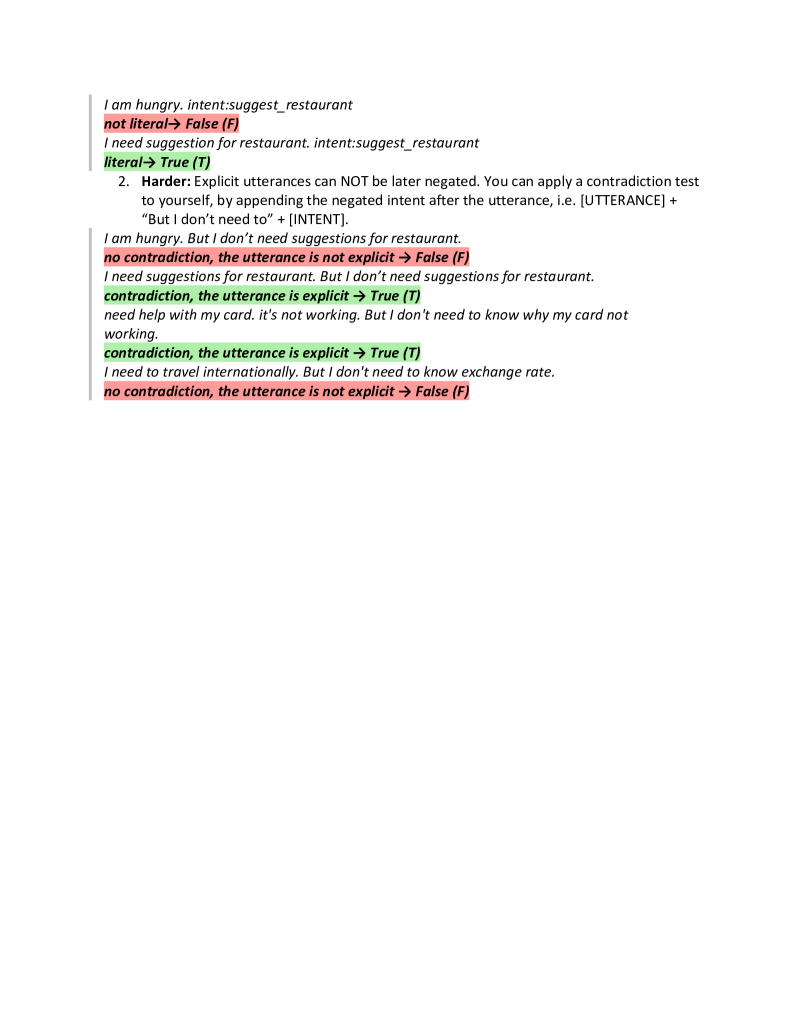 I am hungry. intent:suggest_restaurant
not literal→ False (F)
I need suggestion for restaurant. intent:suggest_restaurant
literal→ True (T)
2. Harder: Explicit utterances can NOT be later negated. You can apply a contradiction test
to yourself, by appending the negated intent after the utterance, i.e. [UTTERANCE] +
“But I don’t need to” + [INTENT].
I am hungry. But I don’t need suggestions for restaurant.
no contradiction, the utterance is not explicit → False (F)
I need suggestions for restaurant. But I don’t need suggestions for restaurant.
contradiction, the utterance is explicit → True (T)
need help with my card. it's not working. But I don't need to know why my card not
working.
contradiction, the utterance is explicit → True (T)
I need to travel internationally. But I don't need to know exchange rate.
no contradiction, the utterance is not explicit → False (F)